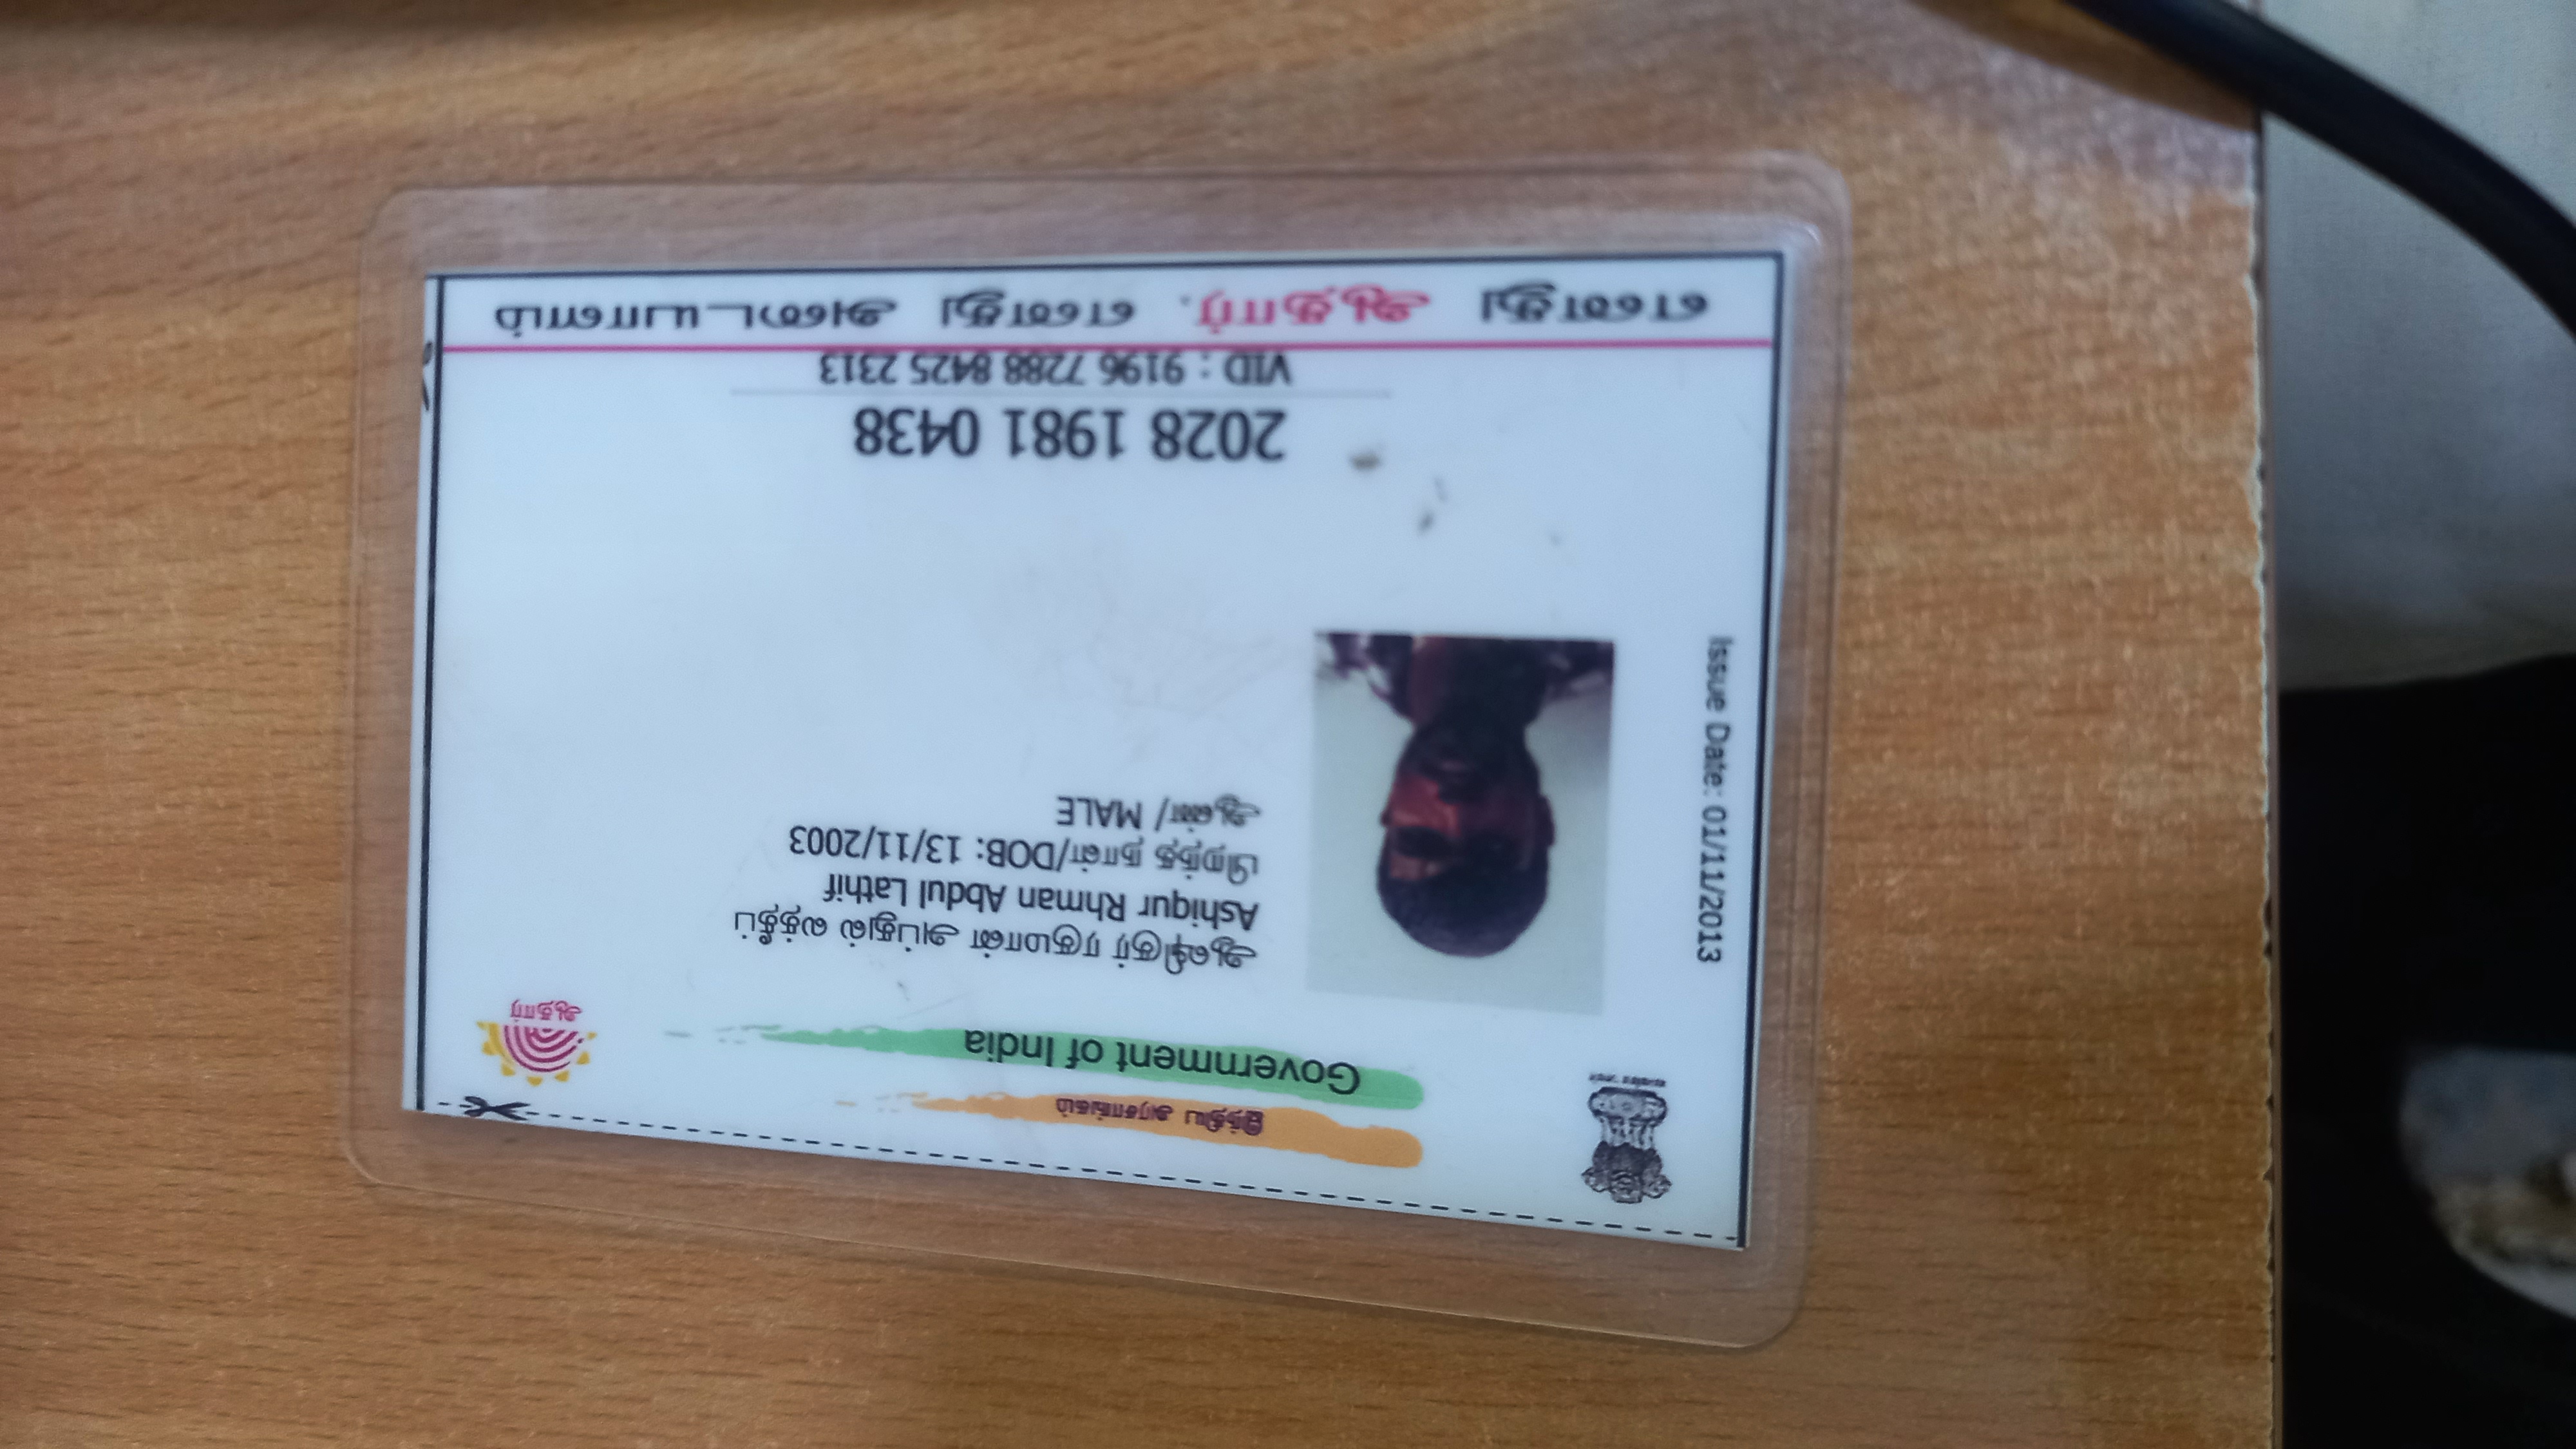 இந்திய அரசாங்கம்
Government of India
ஆதார்
ஆஷிகுர் ரகுமான் அப்துல் லத்தீப்
Ashiqur Rhman Abdul Lathif
பிறந்த நாள்/DOB: 13/11/2003
ஆண்/ MALE
Issue Date: 01/11/2013
2028 1981 0438
VID : 9196 7288 8425 2313
எனது ஆதார். எனது அடையாளம்